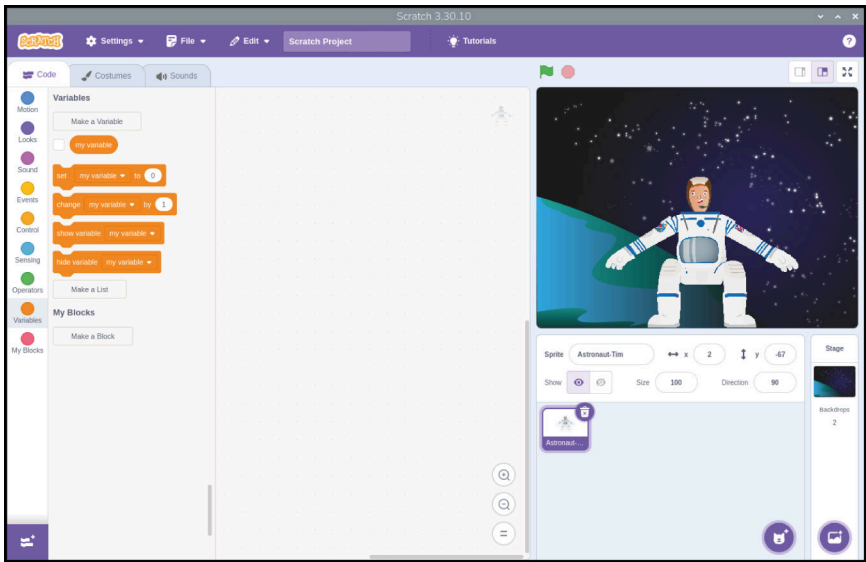 Scratch 3.30.10
SCRATCH Settings File Edit Scratch Project Tutorials ?
Code Costumes Sounds
Motion
Looks
Sound
Events
Control
Sensing
Operators
Variables
My Blocks
Variables
Make a Variable
my variable
set my variable to 0
change my variable by 1
show variable my variable
hide variable my variable
Make a List
My Blocks
Make a Block
Sprite Astronaut-Tim x 2 y -67
Show Size 100 Direction 90
Astronaut-...
Stage
Backdrops
2